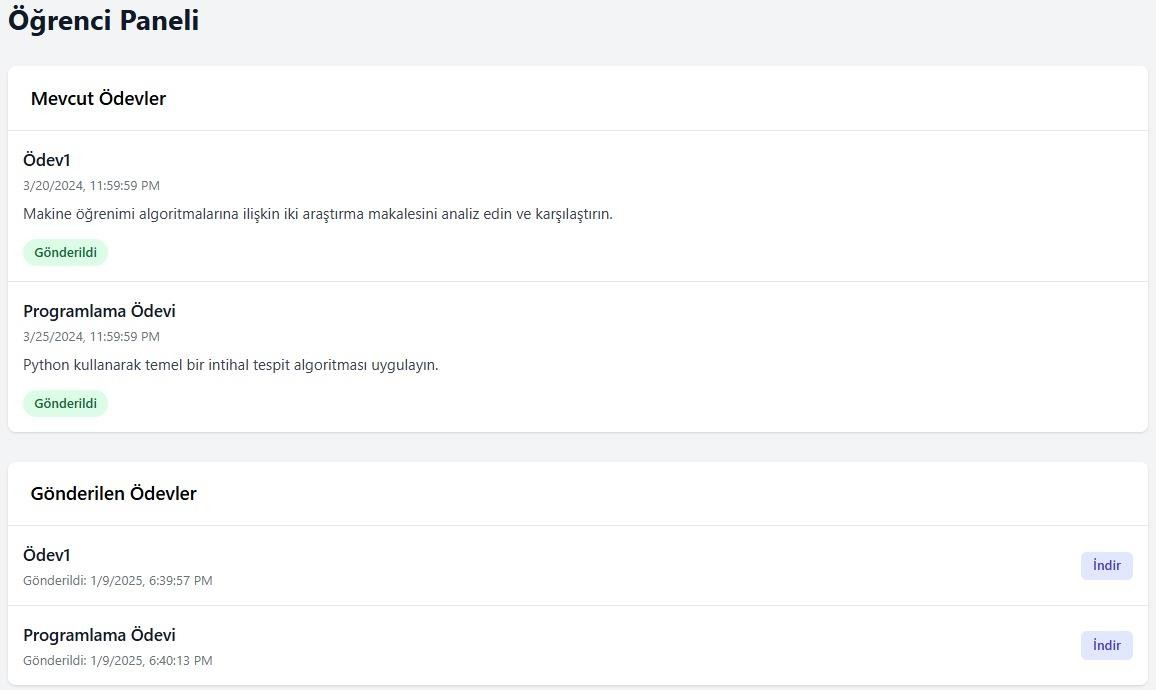 Öğrenci Paneli
Mevcut Ödevler
Ödev1
3/20/2024, 11:59:59 PM
Makine öğrenimi algoritmalarına ilişkin iki araştırma makalesini analiz edin ve karşılaştırın.
Gönderildi
Programlama Ödevi
3/25/2024, 11:59:59 PM
Python kullanarak temel bir intihal tespit algoritması uygulayın.
Gönderildi
Gönderilen Ödevler
Ödev1
Gönderildi: 1/9/2025, 6:39:57 PM
İndir
Programlama Ödevi
Gönderildi: 1/9/2025, 6:40:13 PM
İndir